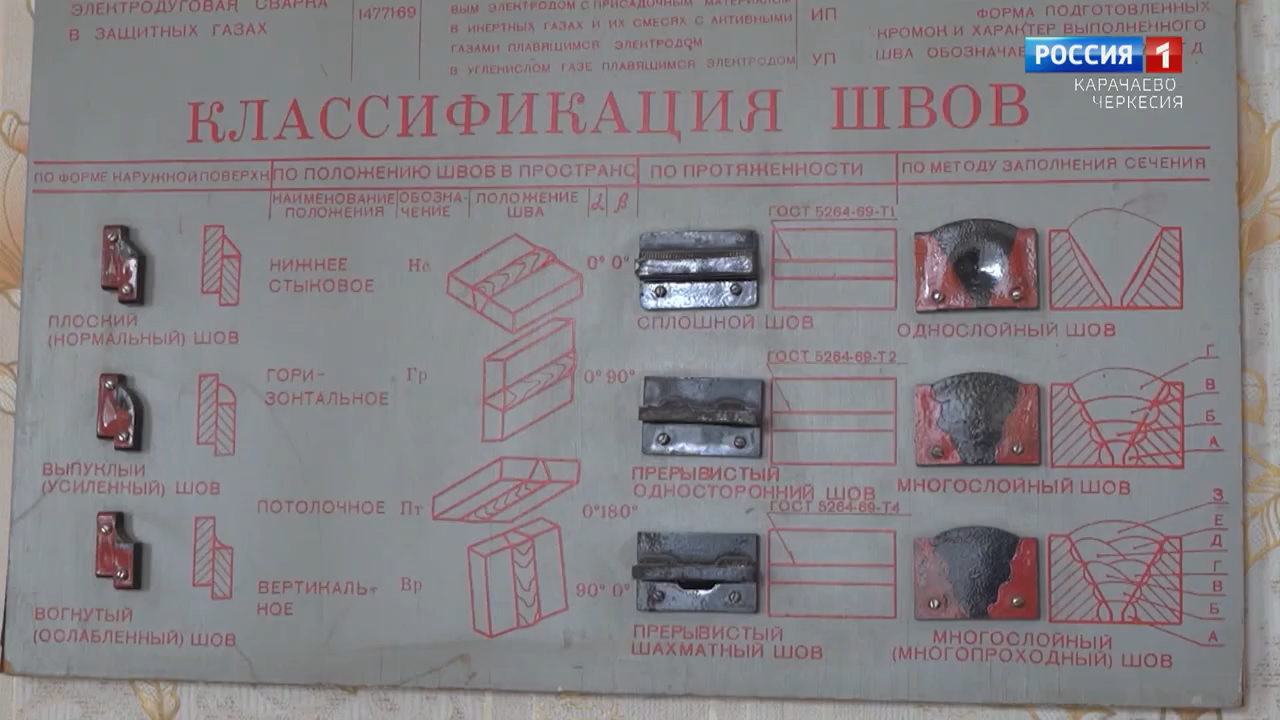 ЭЛЕКТРОДУГОВАЯ СВАРКА
В ЗАЩИТНЫХ ГАЗАХ
1477169
ВЫМ ЭЛЕКТРОДОМ С ПРИСАДОЧНЫМ МАТЕРИАЛОМ
В ИНЕРТНЫХ ГАЗАХ И ИХ СМЕСЯХ С АКТИВНЫМИ
ГАЗАМИ ПЛАВЯЩИМСЯ ЭЛЕКТРОДОМ
В УГЛЕКИСЛОМ ГАЗЕ ПЛАВЯЩИМСЯ ЭЛЕКТРОДОМ
ИП
УП
ФОРМА ПОДГОТОВЛЕННЫХ
КРОМОК И ХАРАКТЕР ВЫПОЛНЕННОГО
ШВА ОБОЗНАЧАЕ
РОССИЯ 1
КАРАЧАЕВО
ЧЕРКЕСИЯ
КЛАССИФИКАЦИЯ ШВОВ
ПО ФОРМЕ НАРУЖНОЙ ПОВЕРХН
ПО ПОЛОЖЕНИЮ ШВОВ В ПРОСТРАНС
ПО ПРОТЯЖЕННОСТИ
ПО МЕТОДУ ЗАПОЛНЕНИЯ СЕЧЕНИЯ
НАИМЕНОВАНИЕ
ПОЛОЖЕНИЯ
ОБОЗНА-
ЧЕНИЕ
ПОЛОЖЕНИЕ
ШВА
α
β
ПЛОСКИЙ
(НОРМАЛЬНЫЙ) ШОВ
НИЖНЕЕ
СТЫКОВОЕ
Нс
0° 0°
ГОСТ 5264-69-Т1
СПЛОШНОЙ ШОВ
ОДНОСЛОЙНЫЙ ШОВ
ВЫПУКЛЫЙ
(УСИЛЕННЫЙ) ШОВ
ГОРИ-
ЗОНТАЛЬНОЕ
Гр
0° 90°
ГОСТ 5264-69-Т2
ПРЕРЫВИСТЫЙ
ОДНОСТОРОННИЙ ШОВ
Г
В
Б
А
МНОГОСЛОЙНЫЙ ШОВ
ПОТОЛОЧНОЕ
Пт
0°180°
ВОГНУТЫЙ
(ОСЛАБЛЕННЫЙ) ШОВ
ВЕРТИКАЛЬ-
НОЕ
Вр
90° 0°
ГОСТ 5264-69-Т4
ПРЕРЫВИСТЫЙ
ШАХМАТНЫЙ ШОВ
З
Е
Д
Г
В
Б
А
МНОГОСЛОЙНЫЙ
(МНОГОПРОХОДНЫЙ) ШОВ